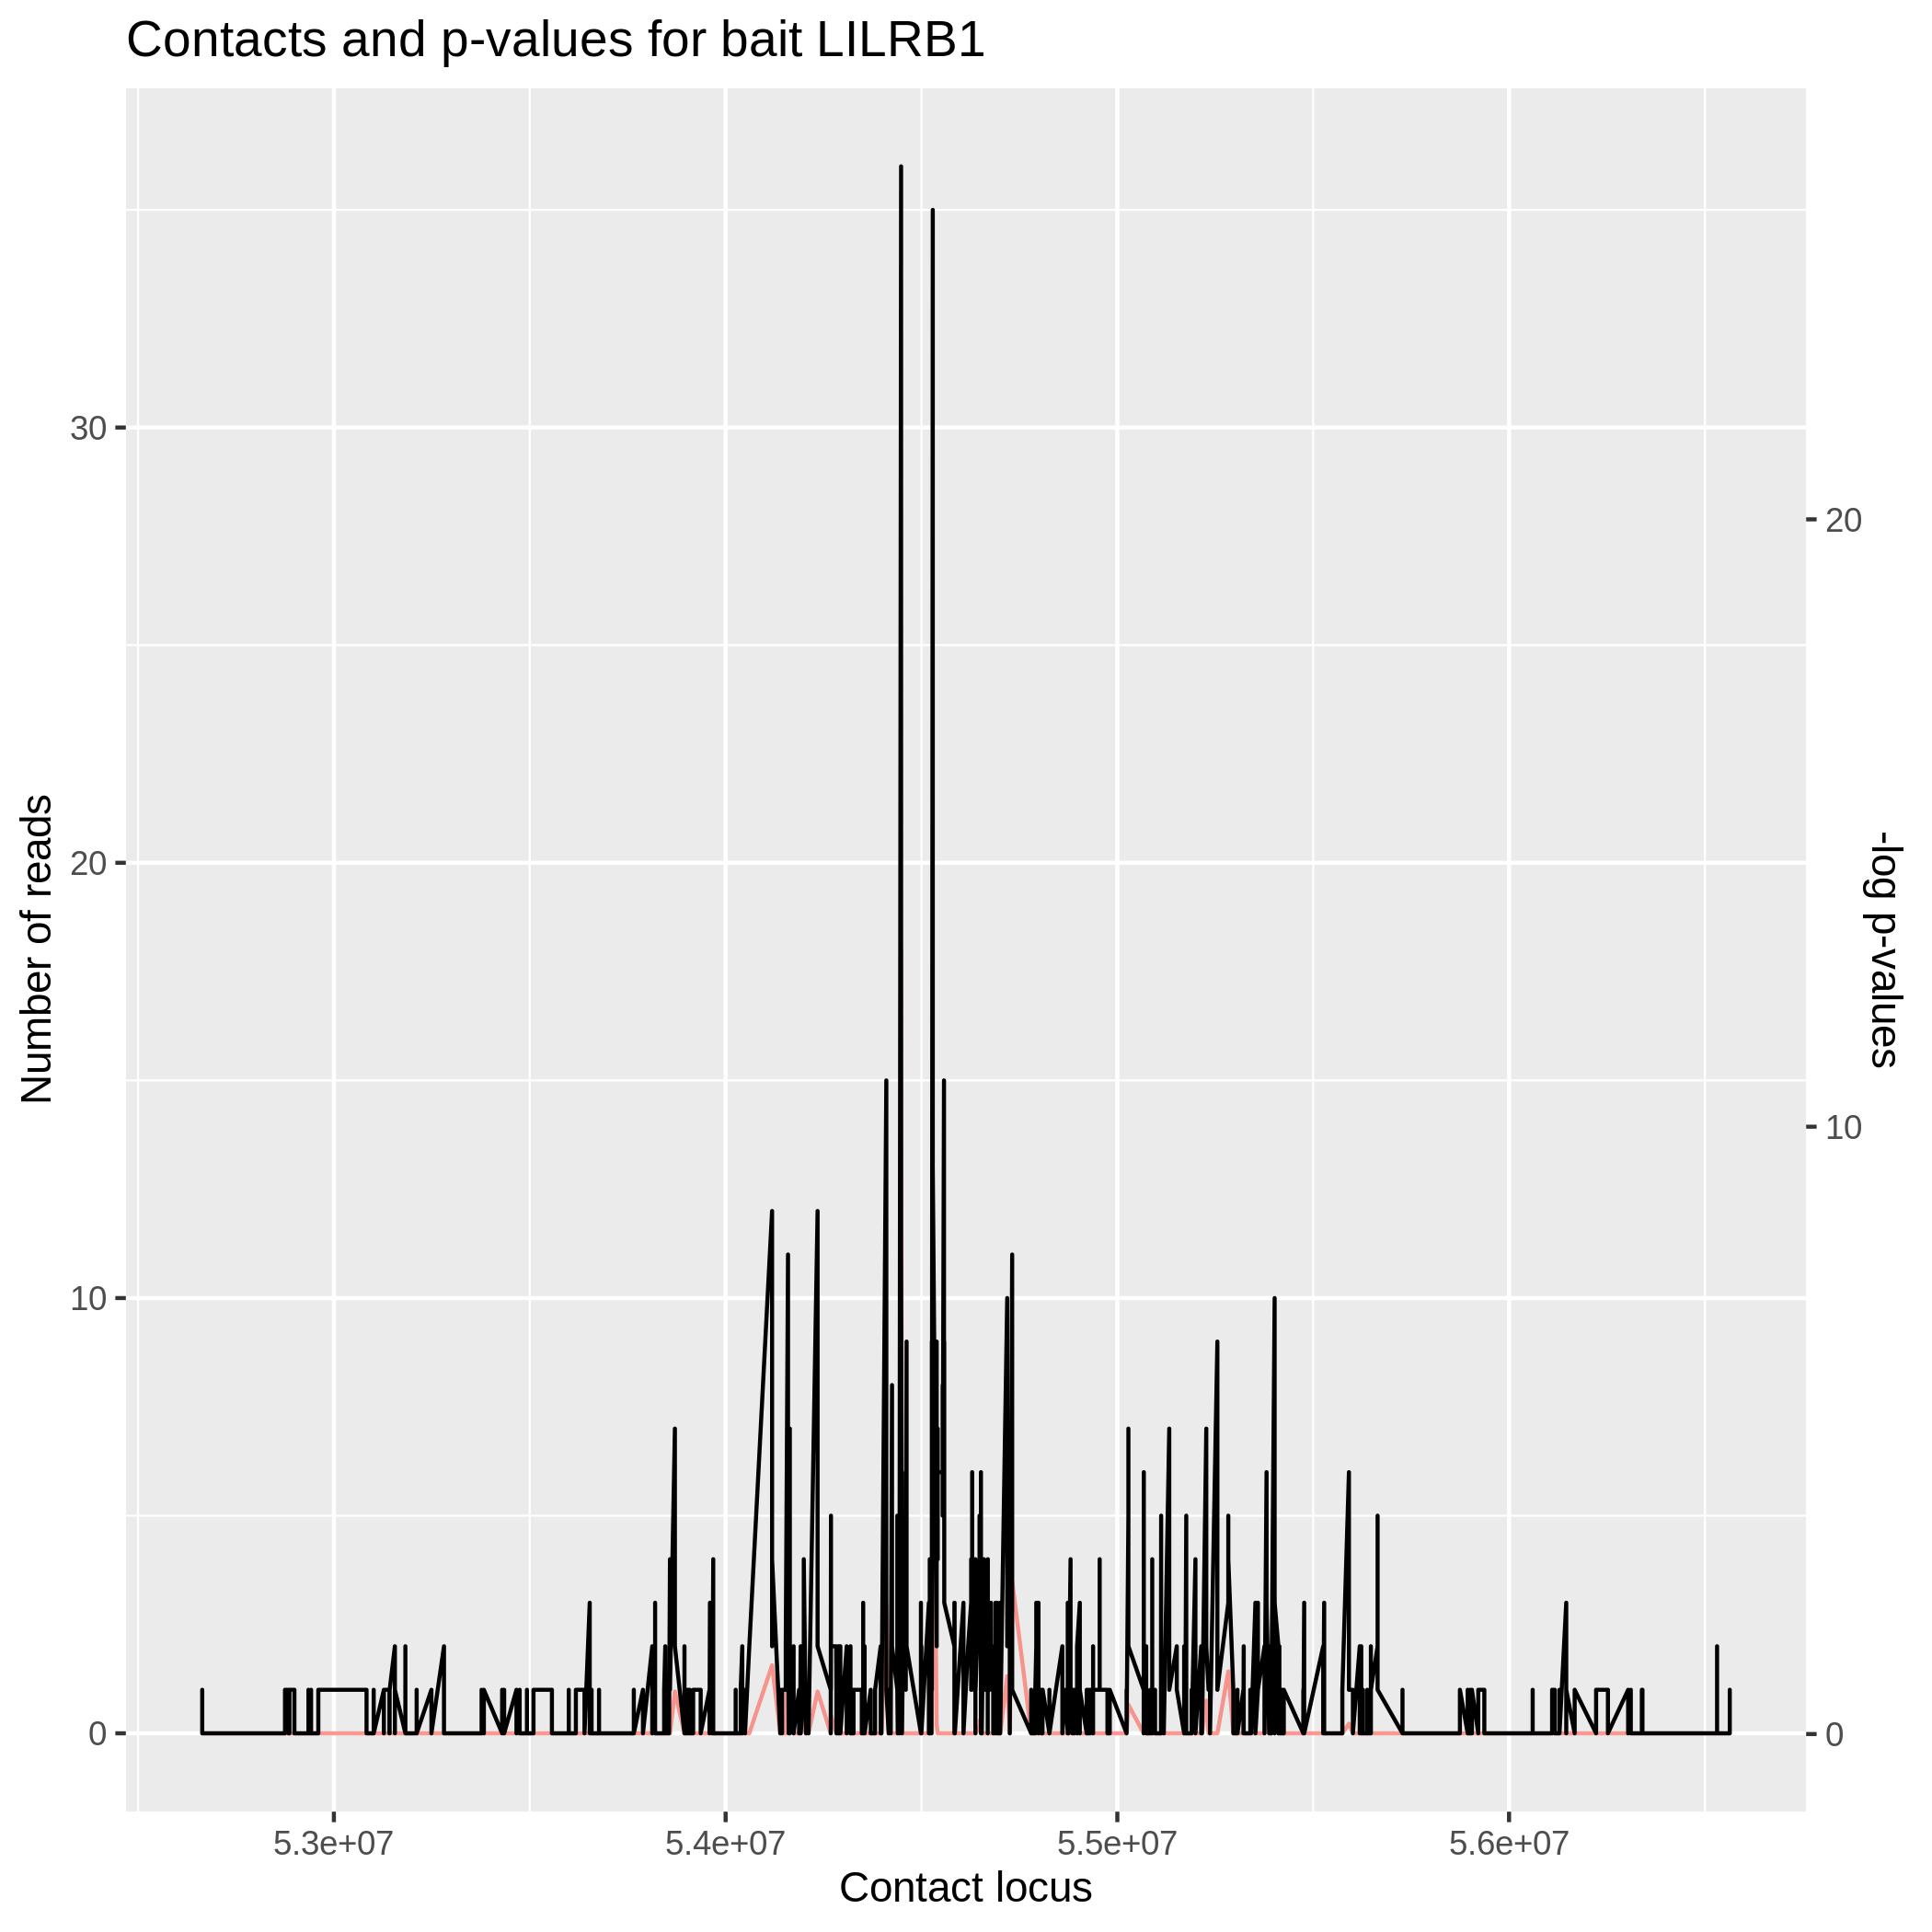 Contacts and p-values for bait LILRB1
30
20
10
0
Number of reads
20
10
0
-log p-values
5.3e+07 5.4e+07 5.5e+07 5.6e+07
Contact locus